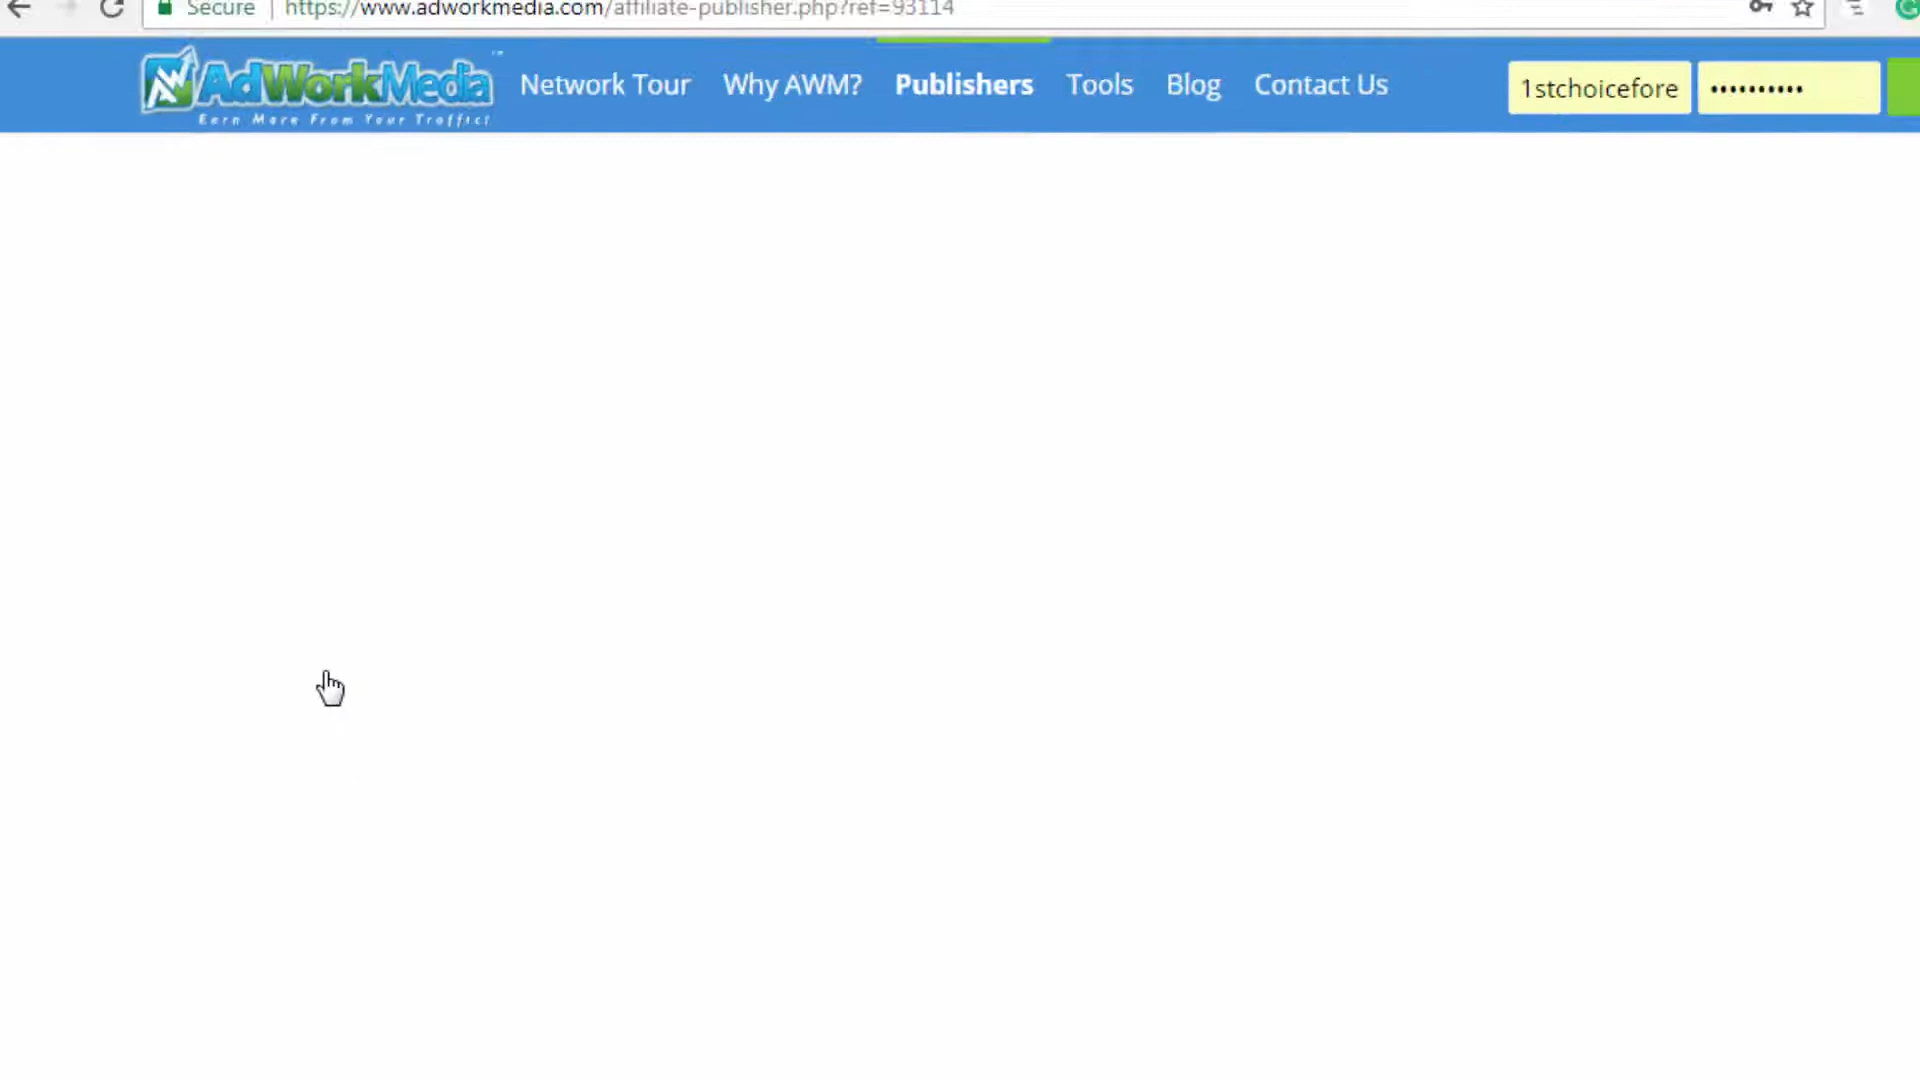 Secure | https://www.adworkmedia.com/affiliate-publisher.php?ref=93114
AdWorkMedia Network Tour Why AWM? Publishers Tools Blog Contact Us 1stchoicefore ••••••••••
Earn More From Your Traffic!